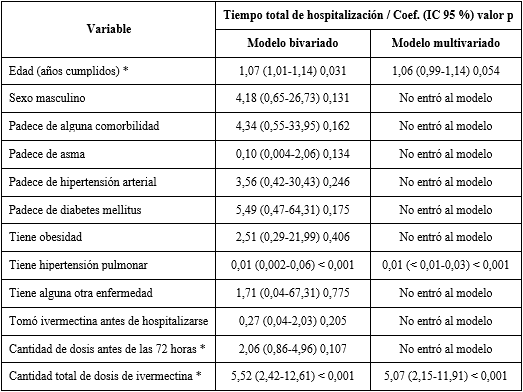 Variable
Tiempo total de hospitalización / Coef. (IC 95 %) valor p
Modelo bivariado Modelo multivariado
Edad (años cumplidos) * 1,07 (1,01-1,14) 0,031 1,06 (0,99-1,14) 0,054
Sexo masculino 4,18 (0,65-26,73) 0,131 No entró al modelo
Padece de alguna comorbilidad 4,34 (0,55-33,95) 0,162 No entró al modelo
Padece de asma 0,10 (0,004-2,06) 0,134 No entró al modelo
Padece de hipertensión arterial 3,56 (0,42-30,43) 0,246 No entró al modelo
Padece de diabetes mellitus 5,49 (0,47-64,31) 0,175 No entró al modelo
Tiene obesidad 2,51 (0,29-21,99) 0,406 No entró al modelo
Tiene hipertensión pulmonar 0,01 (0,002-0,06) < 0,001 0,01 (< 0,01-0,03) < 0,001
Tiene alguna otra enfermedad 1,71 (0,04-67,31) 0,775 No entró al modelo
Tomó ivermectina antes de hospitalizarse 0,27 (0,04-2,03) 0,205 No entró al modelo
Cantidad de dosis antes de las 72 horas * 2,06 (0,86-4,96) 0,107 No entró al modelo
Cantidad total de dosis de ivermectina * 5,52 (2,42-12,61) < 0,001 5,07 (2,15-11,91) < 0,001